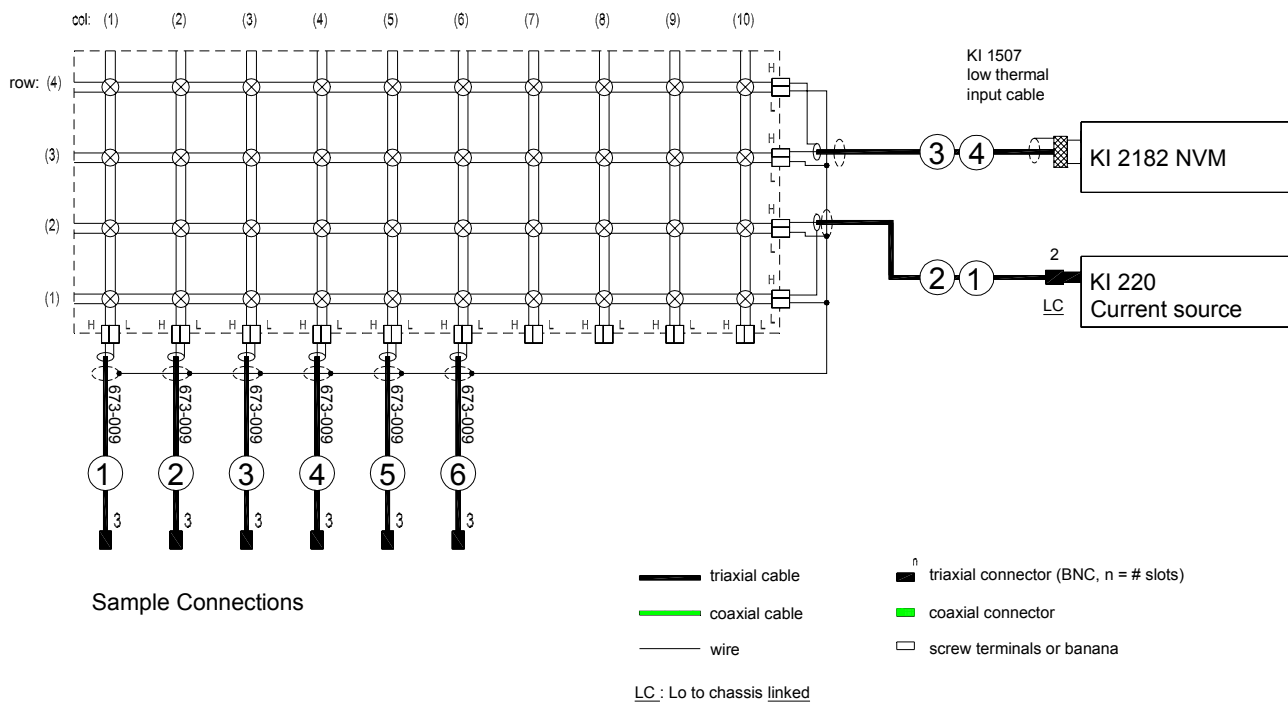 col: (1) (2) (3) (4) (5) (6) (7) (8) (9) (10)
row: (4)
(3)
(2)
(1)
H
L
H
L
H
L
H
L
H L H L H L H L H L H L H L H L H L H L
KI 1507
low thermal
input cable
3 4
KI 2182 NVM
2 1
2
LC
KI 220
Current source
673-009 673-009 673-009 673-009 673-009 673-009
1 2 3 4 5 6
3 3 3 3 3 3
Sample Connections
triaxial cable
coaxial cable
wire
LC : Lo to chassis linked
n
triaxial connector (BNC, n = # slots)
coaxial connector
screw terminals or banana